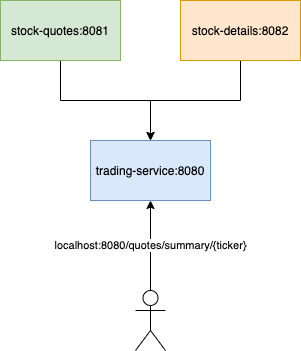 stock-quotes:8081
stock-details:8082
trading-service:8080
localhost:8080/quotes/summary/{ticker}